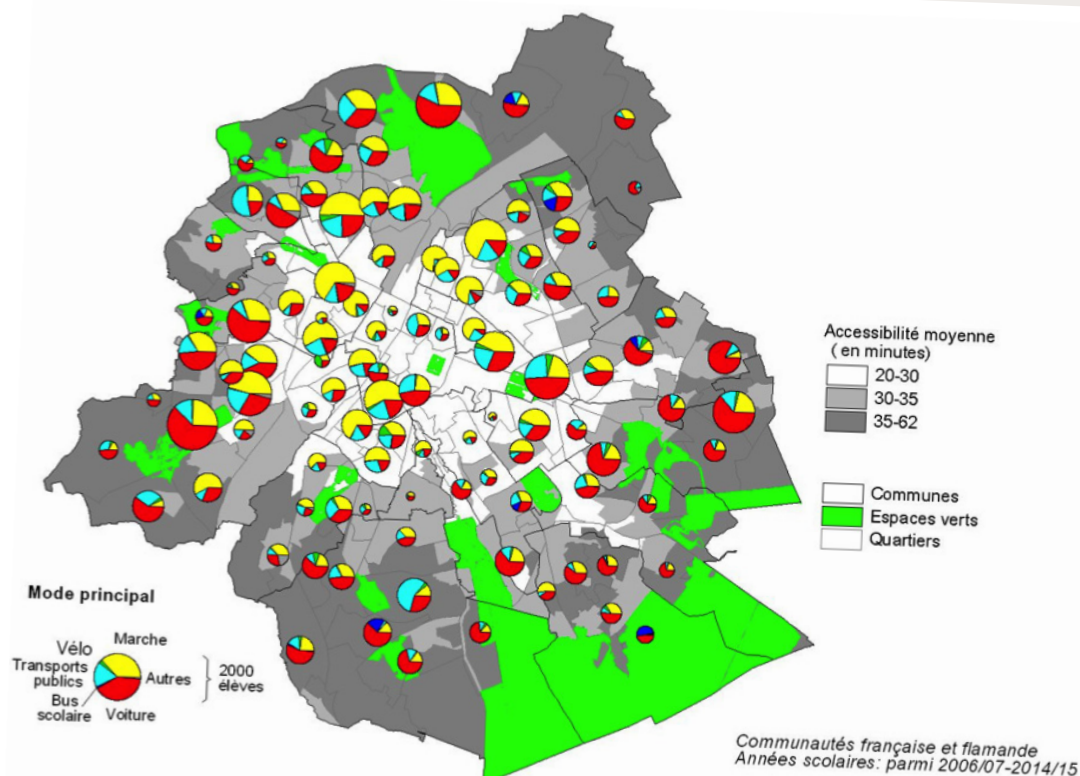 Accessibilité moyenne
( en minutes)
20-30
30-35
35-62
Communes
Espaces verts
Quartiers
Mode principal
Marche
Vélo
Transports
publics
Autres
2000
élèves
Bus
scolaire
Voiture
Communautés française et flamande
Années scolaires: parmi 2006/07-2014/15